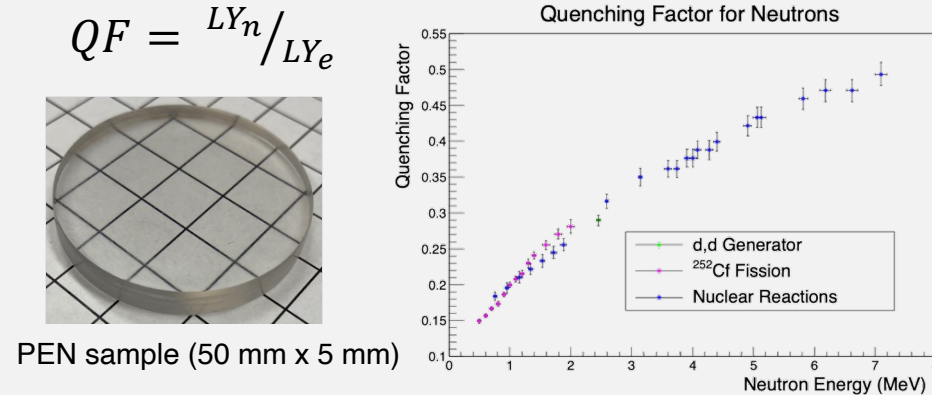 QF = LYn/LYe
PEN sample (50 mm x 5 mm)
Quenching Factor for Neutrons
Quenching Factor
0.55
0.5
0.45
0.4
0.35
0.3
0.25
0.2
0.15
0.1
d,d Generator
²⁵²Cf Fission
Nuclear Reactions
0 1 2 3 4 5 6 7
Neutron Energy (MeV)